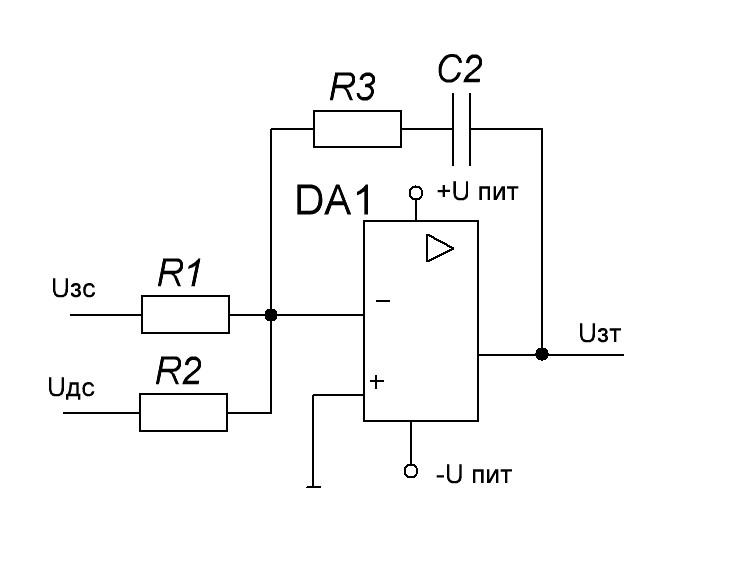 C2
R3
+U пит
DA1
R1
Uзс
−
Uзт
R2
Uдс
+
-U пит